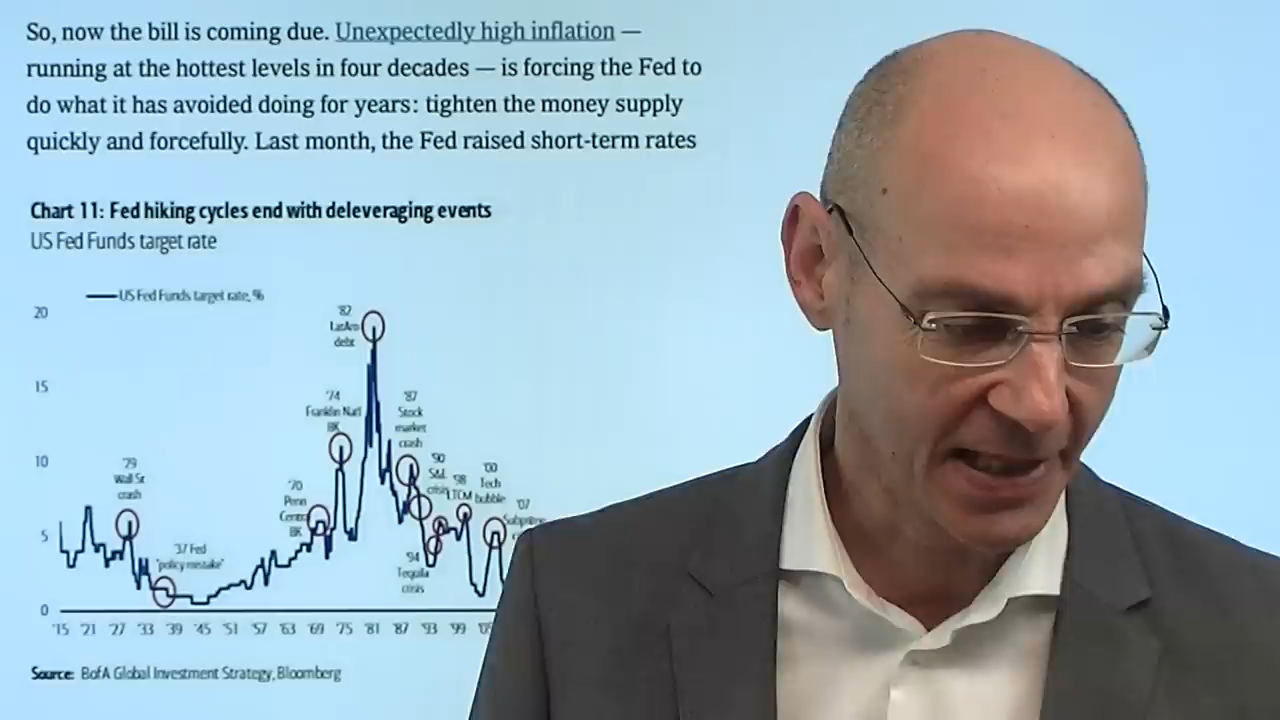 So, now the bill is coming due. Unexpectedly high inflation —
running at the hottest levels in four decades — is forcing the Fed to
do what it has avoided doing for years: tighten the money supply
quickly and forcefully. Last month, the Fed raised short-term rates
Chart 11: Fed hiking cycles end with deleveraging events
US Fed Funds target rate
US Fed Funds target rate, %
20
15
10
5
0
'29
Wall St
crash
'37 Fed
'policy mistake'
'70
Penn
Central
BK
'74
Franklin Natl
BK
'82
LatAm
debt
'87
Stock
market
crash
'90
S&L
crisis
'94
Tequila
crisis
'98
LTCM
'00
Tech
bubble
'07
Subprime
'15 '21 '27 '33 '39 '45 '51 '57 '63 '69 '75 '81 '87 '93 '99
Source: BofA Global Investment Strategy, Bloomberg